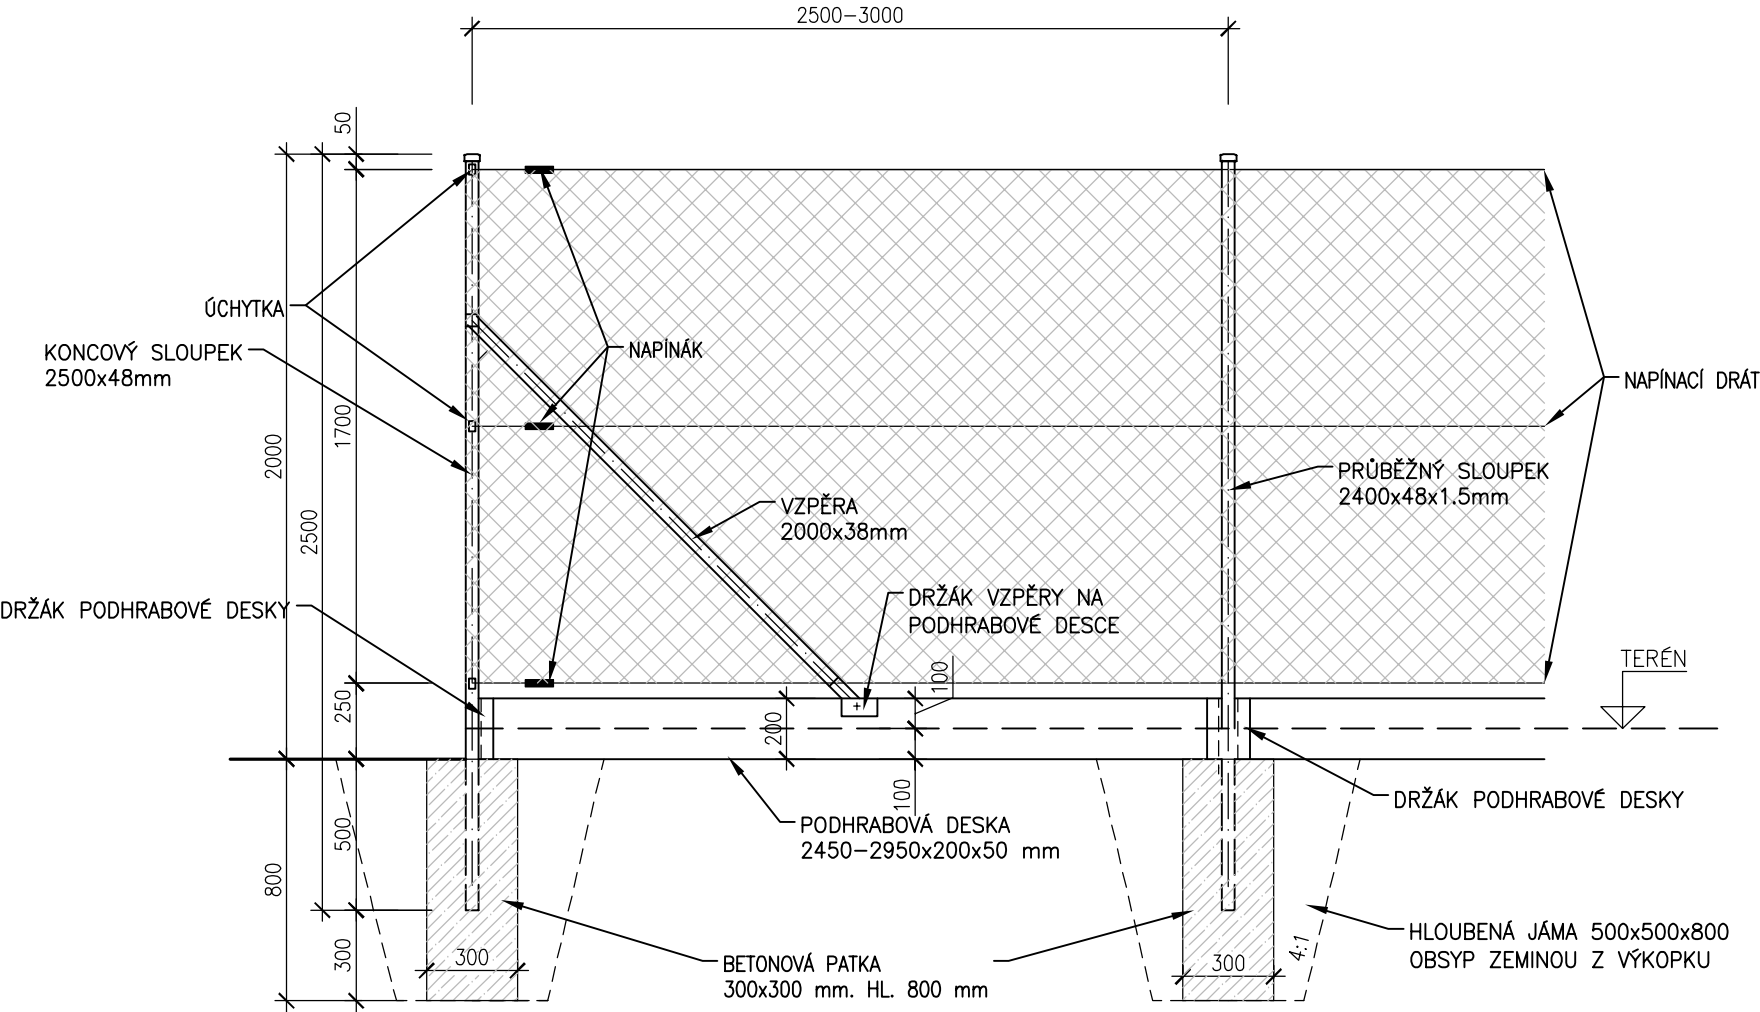 2500-3000
50
ÚCHYTKA
KONCOVÝ SLOUPEK
2500x48mm
NAPÍNÁK
NAPÍNACÍ DRÁT
2000
1700
2500
PRŮBĚŽNÝ SLOUPEK
2400x48x1.5mm
VZPĚRA
2000x38mm
DRŽÁK PODHRABOVÉ DESKY
DRŽÁK VZPĚRY NA
PODHRABOVÉ DESCE
TERÉN
100
250
200
100
DRŽÁK PODHRABOVÉ DESKY
PODHRABOVÁ DESKA
2450-2950x200x50 mm
500
800
300
300
BETONOVÁ PATKA
300x300 mm. HL. 800 mm
300
4:1
HLOUBENÁ JÁMA 500x500x800
OBSYP ZEMINOU Z VÝKOPKU